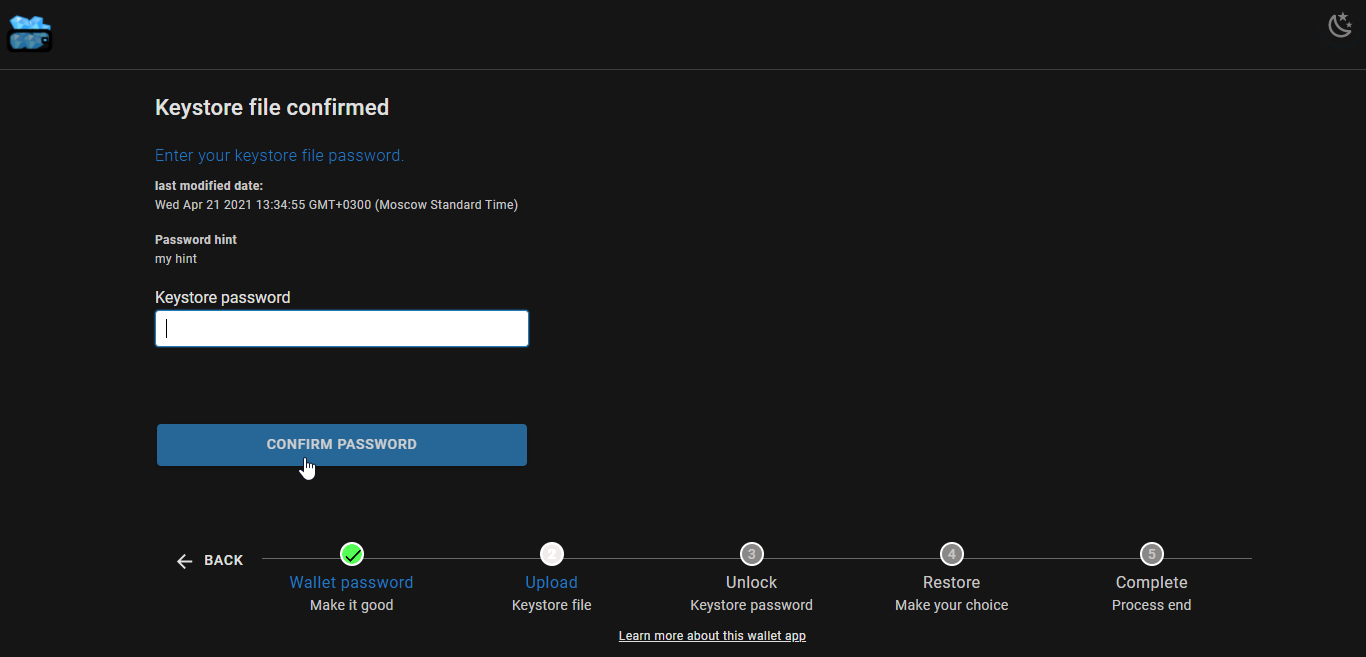 Keystore file confirmed
Enter your keystore file password.
last modified date:
Wed Apr 21 2021 13:34:55 GMT+0300 (Moscow Standard Time)
Password hint
my hint
Keystore password
CONFIRM PASSWORD
BACK
2 3 4 5
Wallet password Upload Unlock Restore Complete
Make it good Keystore file Keystore password Make your choice Process end
Learn more about this wallet app